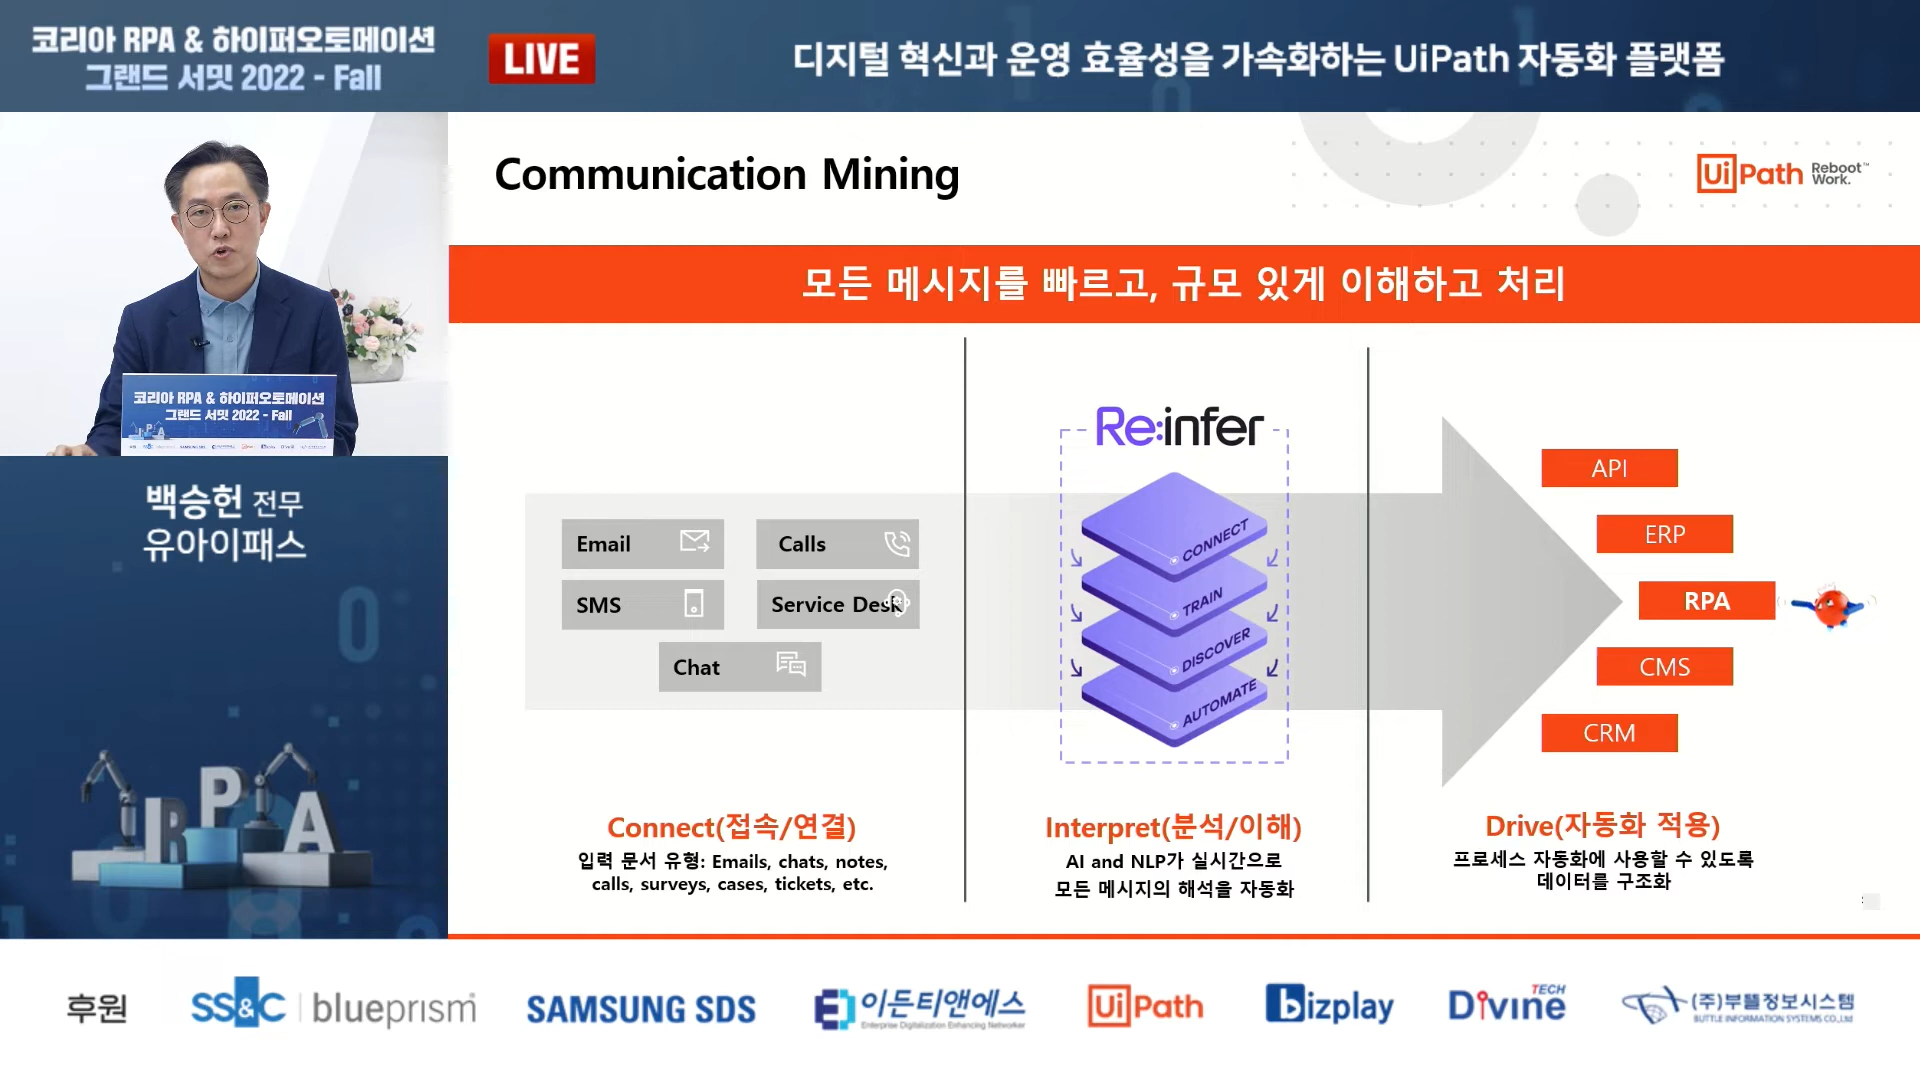 코리아 RPA & 하이퍼오토메이션
그랜드 서밋 2022 - Fall
LIVE
디지털 혁신과 운영 효율성을 가속화하는 UiPath 자동화 플랫폼
Communication Mining
UiPath Reboot™
Work.
모든 메시지를 빠르고, 규모 있게 이해하고 처리
코리아 RPA & 하이퍼오토메이션
그랜드 서밋 2022 - Fall
백승헌 전무
유아이패스
RPA
Email
Calls
SMS
Service Desk
Chat
Re:infer
CONNECT
TRAIN
DISCOVER
AUTOMATE
API
ERP
RPA
CMS
CRM
Connect(접속/연결)
입력 문서 유형: Emails, chats, notes,
calls, surveys, cases, tickets, etc.
Interpret(분석/이해)
AI and NLP가 실시간으로
모든 메시지의 해석을 자동화
Drive(자동화 적용)
프로세스 자동화에 사용할 수 있도록
데이터를 구조화
후원
SS&C blueprism
SAMSUNG SDS
이든티앤에스
Enterprise Digitalization Enhancing Networker
UiPath
bizplay
DIVINE TECH
(주)부뜰정보시스템
BUTTLE INFORMATION SYSTEMS CO.,Ltd